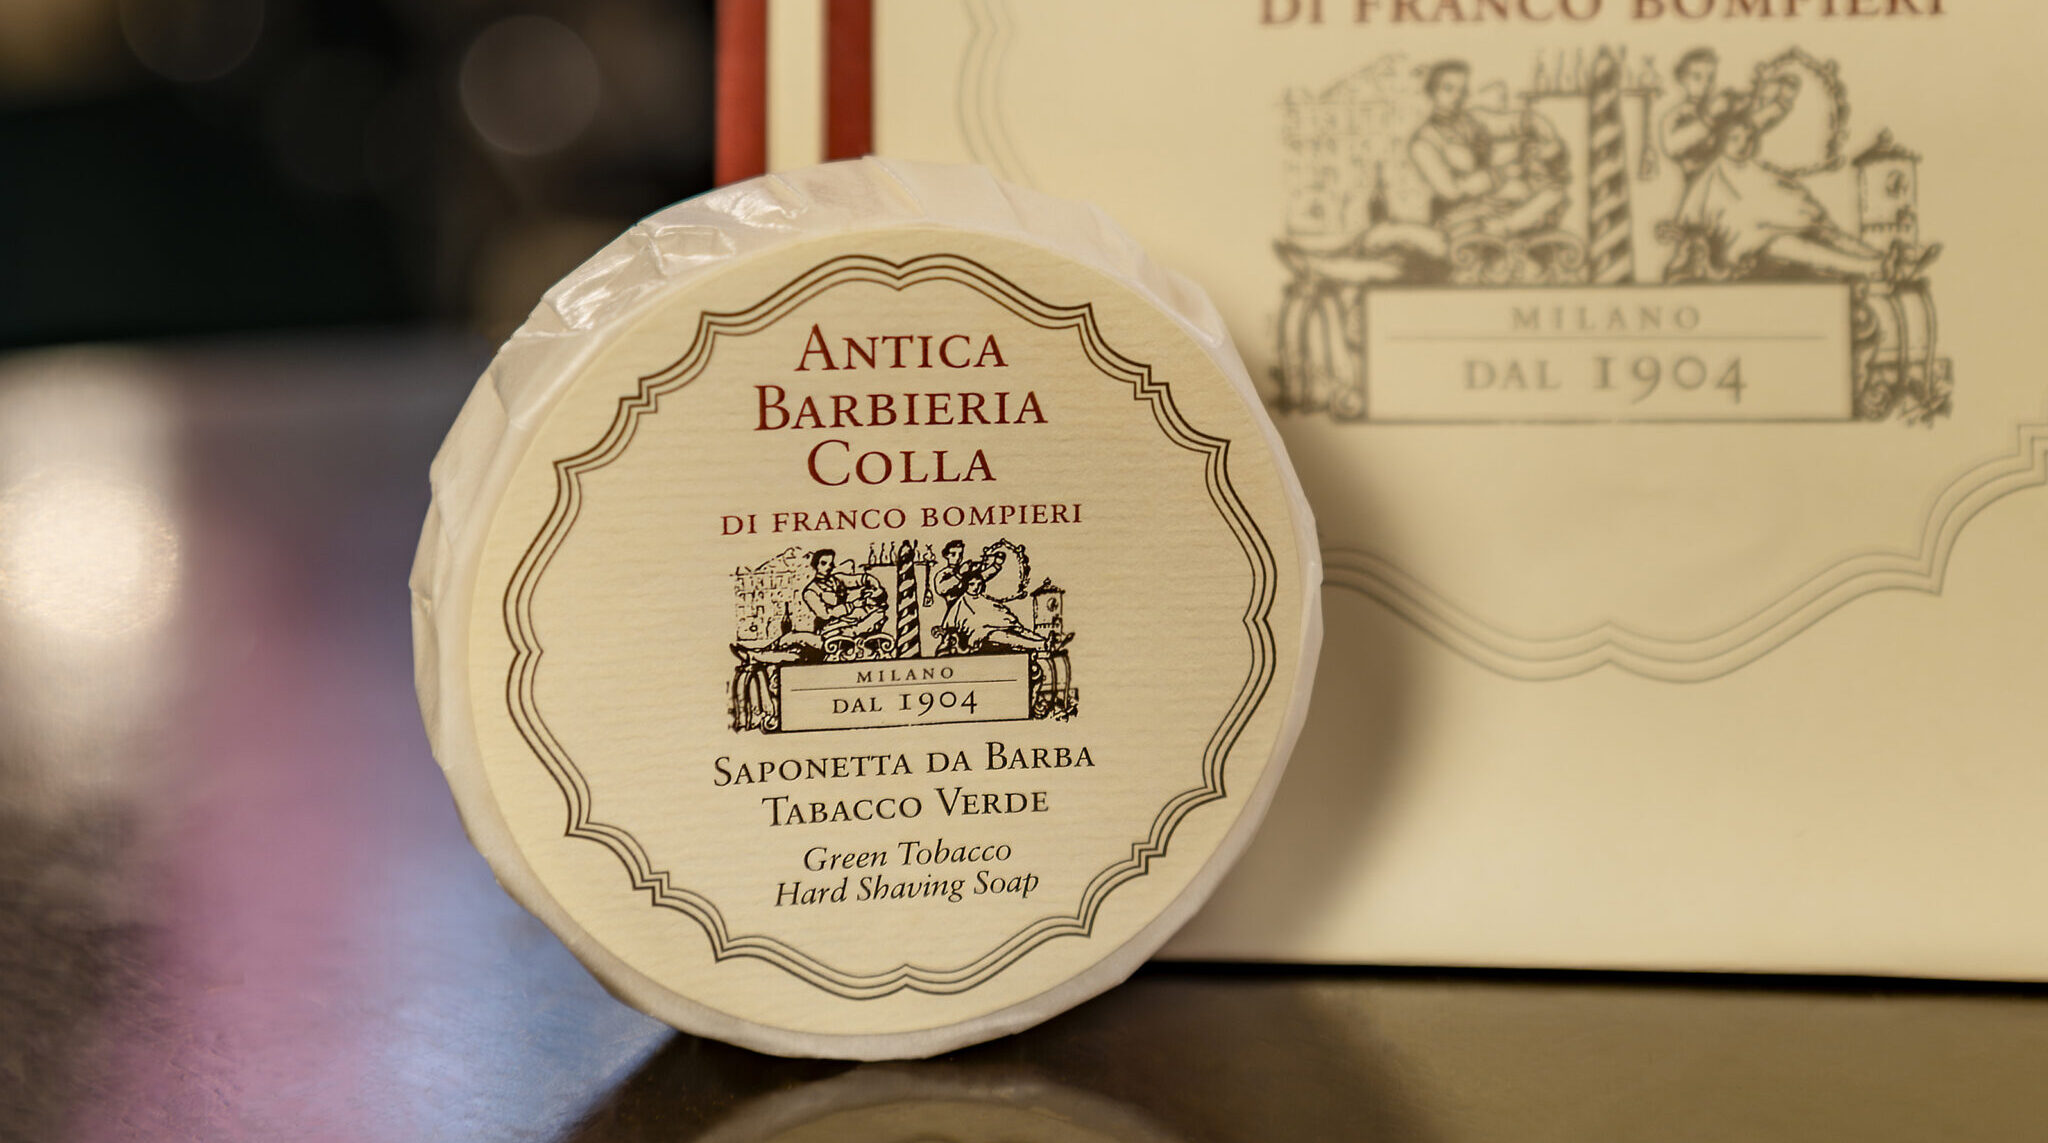 Antica
Barbieria
Colla
di Franco Bompieri
Milano
dal 1904
Saponetta da Barba
Tabacco Verde
Green Tobacco
Hard Shaving Soap
di Franco Bompieri
Milano
dal 1904